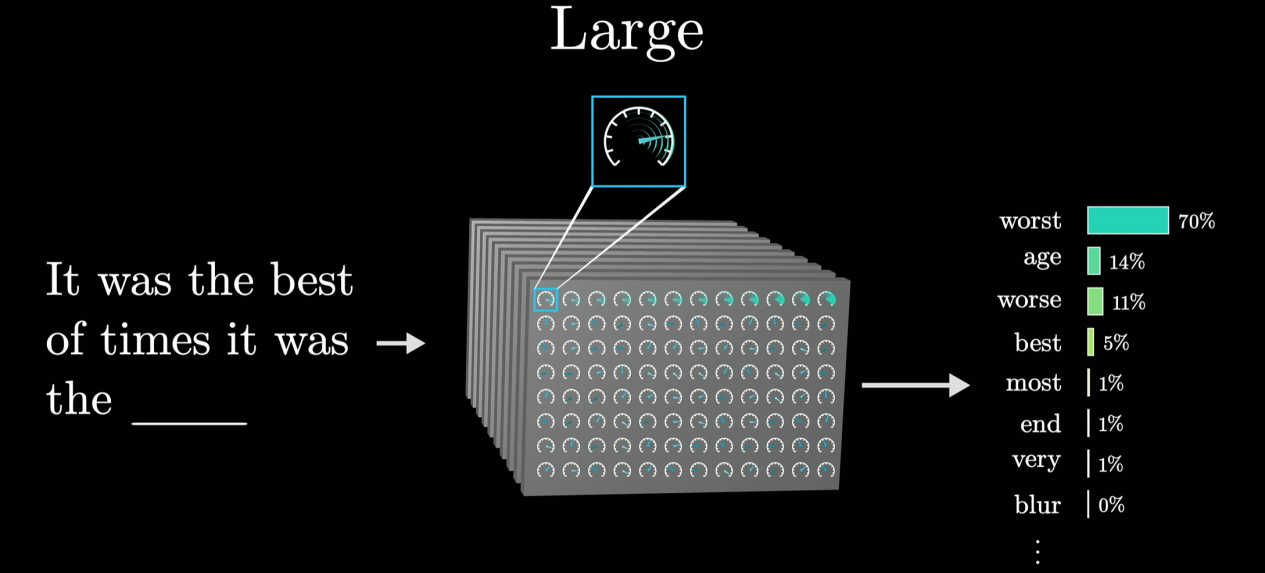 Large
It was the best
of times it was
the _____
worst 70%
age 14%
worse 11%
best 5%
most 1%
end 1%
very 1%
blur 0%
⋮